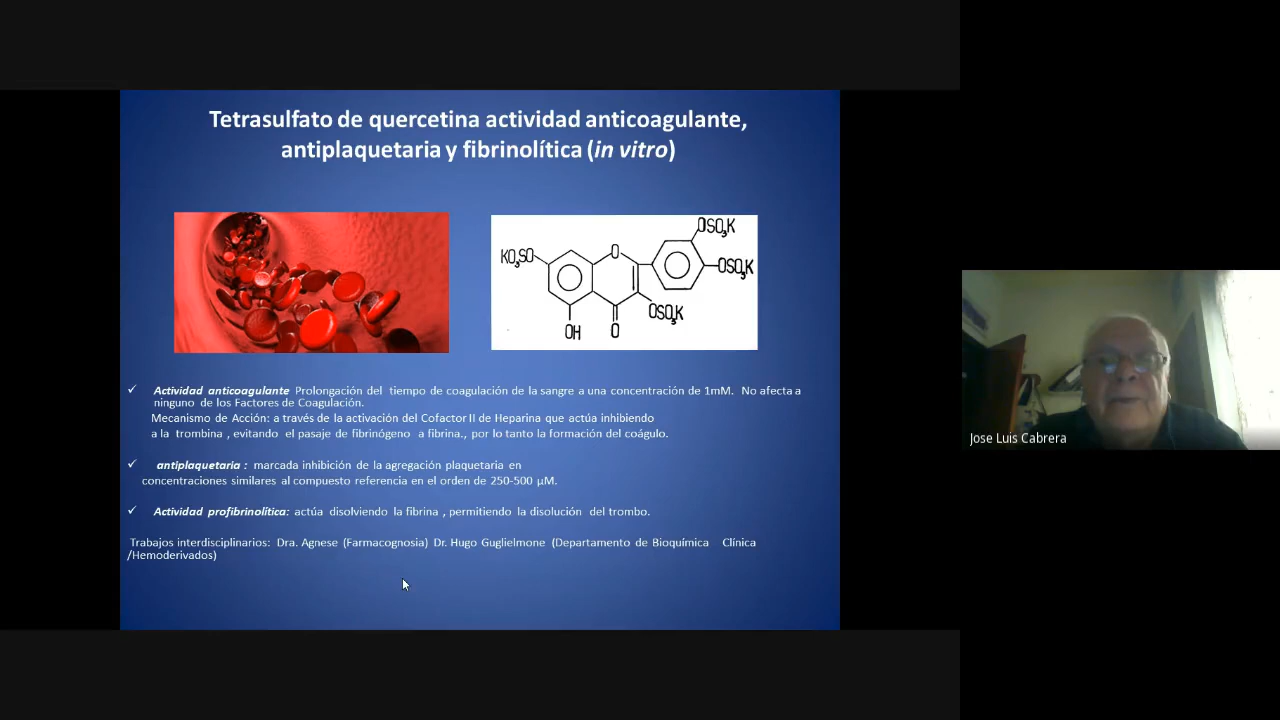 Tetrasulfato de quercetina actividad anticoagulante,
antiplaquetaria y fibrinolítica (in vitro)
OSO₃K
KO₃SO
O
OSO₃K
OSO₃K
OH
O
✓ Actividad anticoagulante Prolongación del tiempo de coagulación de la sangre a una concentración de 1mM. No afecta a
ninguno de los Factores de Coagulación.
Mecanismo de Acción: a través de la activación del Cofactor II de Heparina que actúa inhibiendo
a la trombina , evitando el pasaje de fibrinógeno a fibrina., por lo tanto la formación del coágulo.
✓ antiplaquetaria : marcada inhibición de la agregación plaquetaria en
concentraciones similares al compuesto referencia en el orden de 250-500 µM.
✓ Actividad profibrinolítica: actúa disolviendo la fibrina , permitiendo la disolución del trombo.
Trabajos interdisciplinarios: Dra. Agnese (Farmacognosia) Dr. Hugo Guglielmone (Departamento de Bioquímica Clínica
/Hemoderivados)
Jose Luis Cabrera